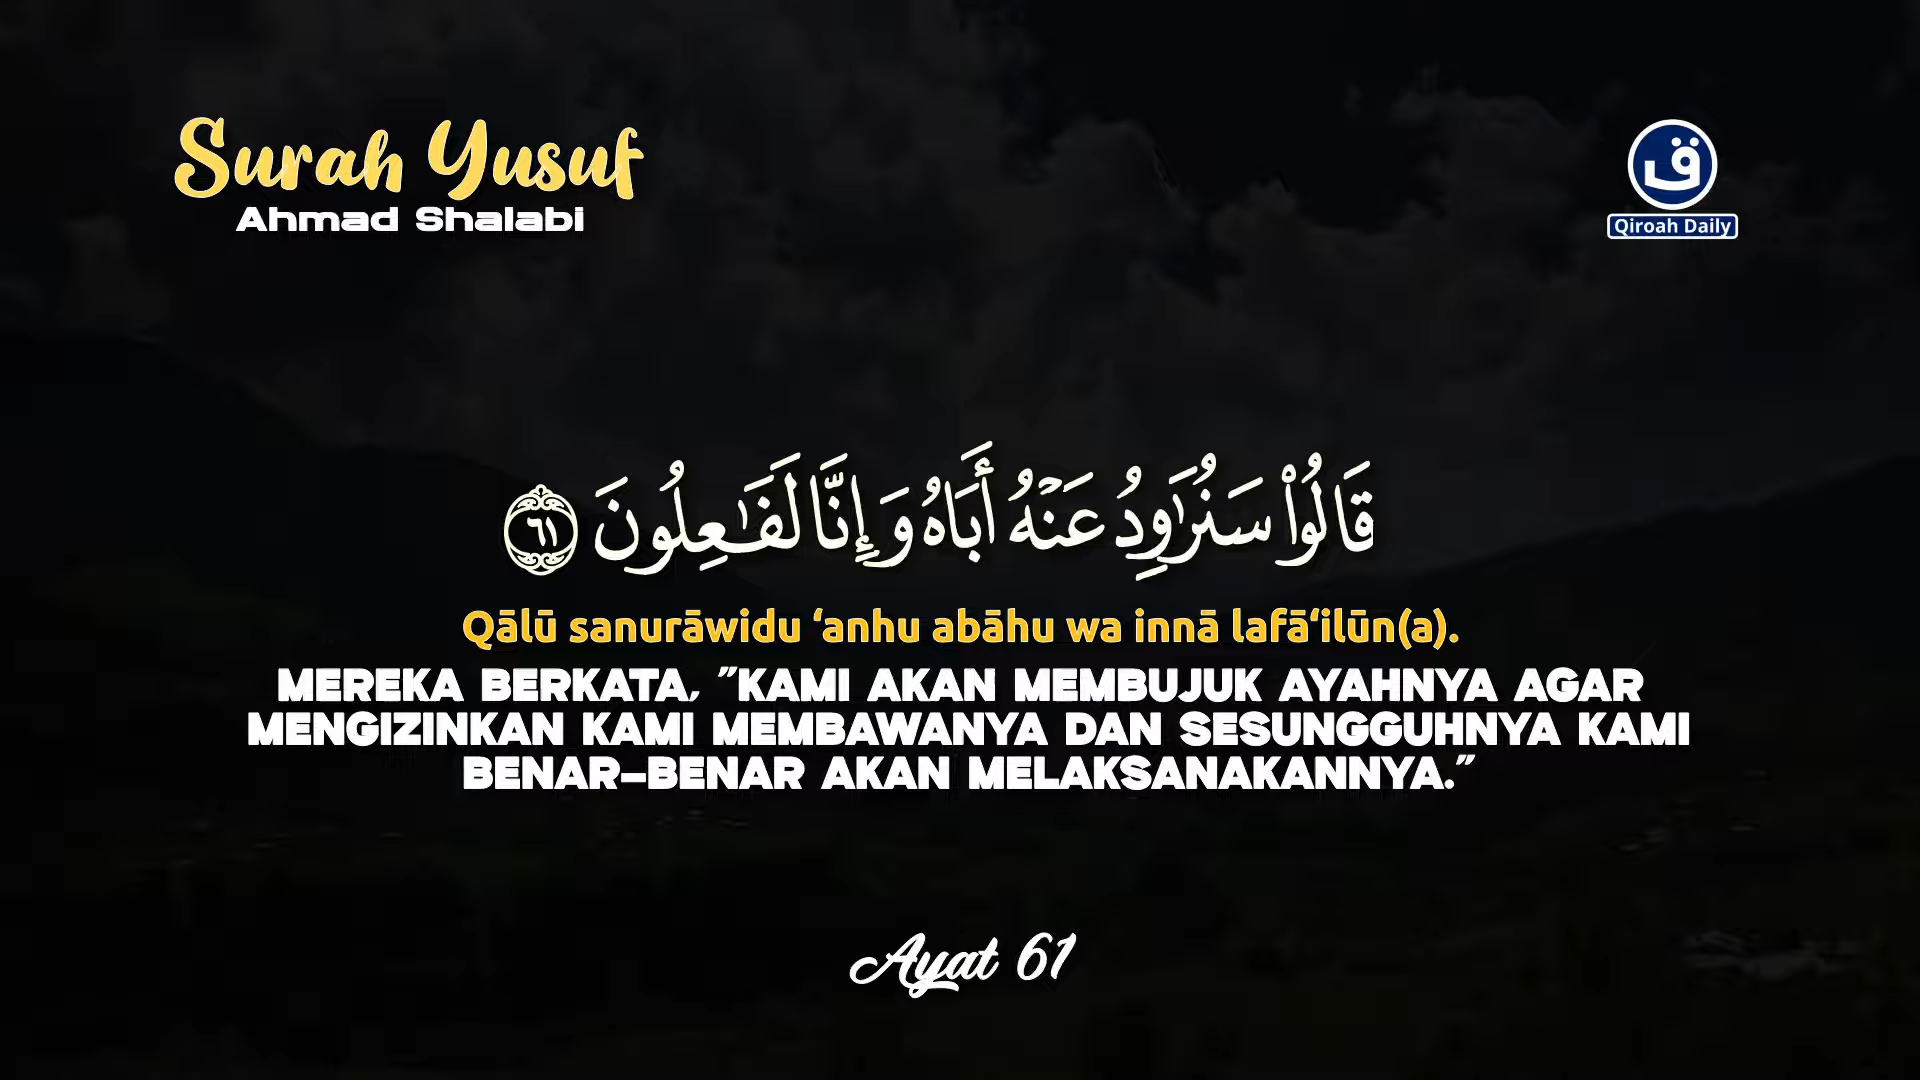 Surah Yusuf
Ahmad Shalabi
ق
Qiroah Daily
قَالُوا۟ سَنُرَٰوِدُ عَنْهُ أَبَاهُ وَإِنَّا لَفَـٰعِلُونَ ٦١
Qālū sanurāwidu ‘anhu abāhu wa innā lafā‘ilūn(a).
MEREKA BERKATA, "KAMI AKAN MEMBUJUK AYAHNYA AGAR
MENGIZINKAN KAMI MEMBAWANYA DAN SESUNGGUHNYA KAMI
BENAR-BENAR AKAN MELAKSANAKANNYA."
Ayat 61